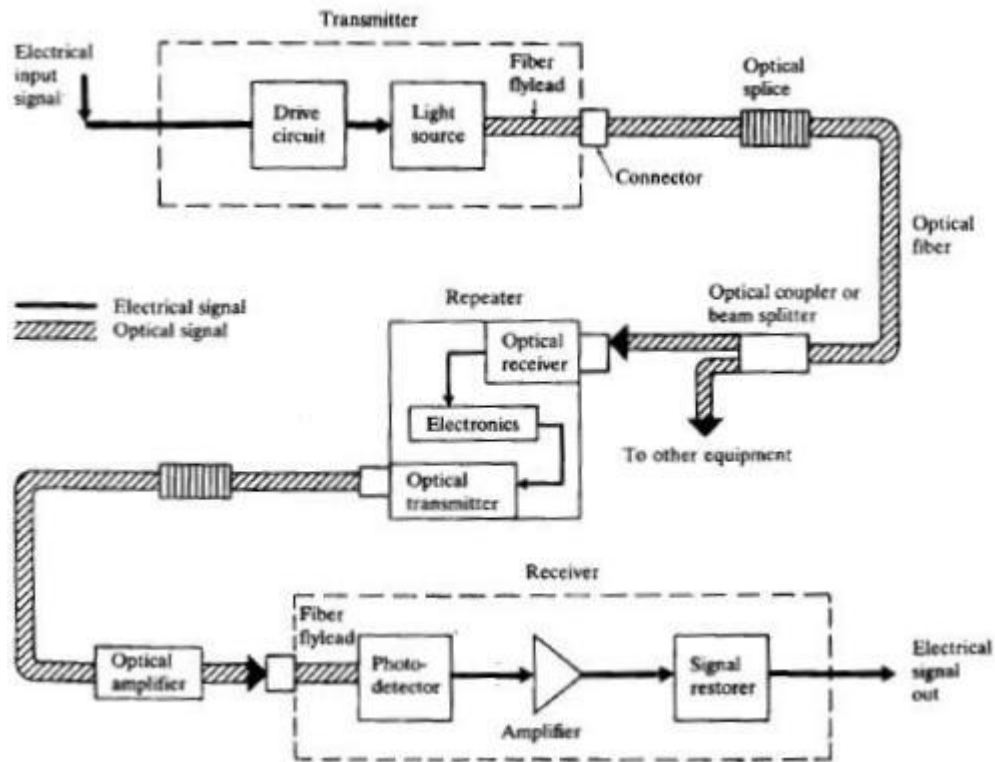 Transmitter
Electrical
input
signal
Drive
circuit
Light
source
Fiber
flylead
Connector
Optical
splice
Optical
fiber
Electrical signal
Optical signal
Repeater
Optical coupler or
beam splitter
Optical
receiver
Electronics
Optical
transmitter
To other equipment
Receiver
Optical
amplifier
Fiber
flylead
Photo-
detector
Amplifier
Signal
restorer
Electrical
signal
out